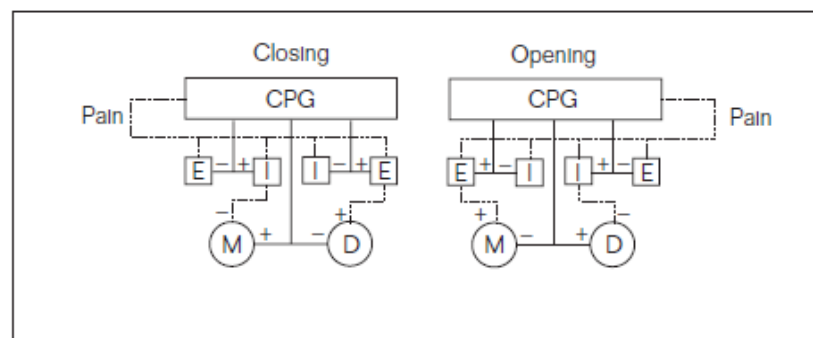 Closing Opening
CPG CPG
Pain Pain
E - + I I - + E E + - I I + - E
- + + -
M + - D M - + D